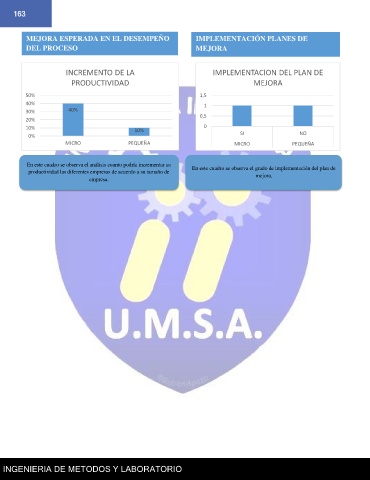 163
MEJORA ESPERADA EN EL DESEMPEÑO
DEL PROCESO
INCREMENTO DE LA
PRODUCTIVIDAD
50%
40%
30%
20%
10%
0%
40%
10%
MICRO
PEQUEÑA
En este cuadro se observa el análisis cuanto podría incrementar su
productividad las diferentes empresas de acuerdo a su tamaño de
empresa.
IMPLEMENTACIÓN PLANES DE
MEJORA
IMPLEMENTACION DEL PLAN DE
MEJORA
1,5
1
0,5
0
SI
NO
MICRO
PEQUEÑA
En este cuadro se observa el grado de implementación del plan de
mejora.
U.M.S.A.
INGENIERIA DE METODOS Y LABORATORIO